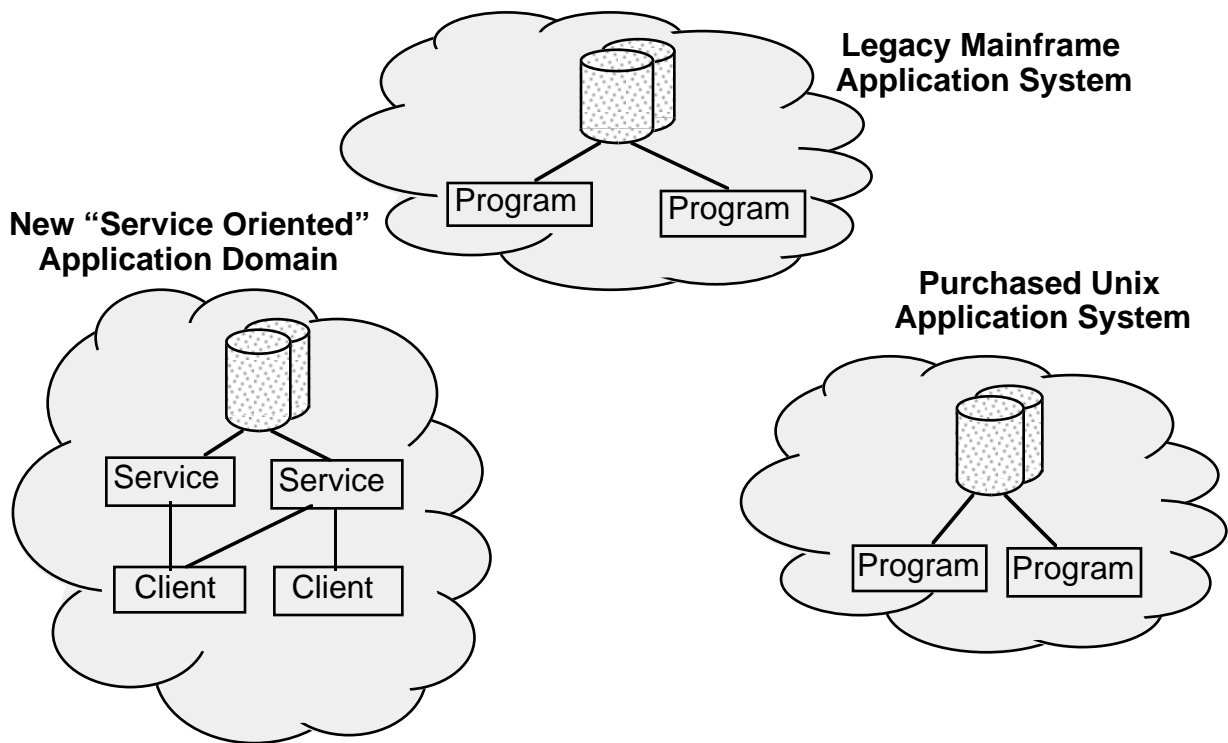 Legacy Mainframe
Application System
Program
Program
New “Service Oriented”
Application Domain
Service
Service
Client
Client
Purchased Unix
Application System
Program
Program